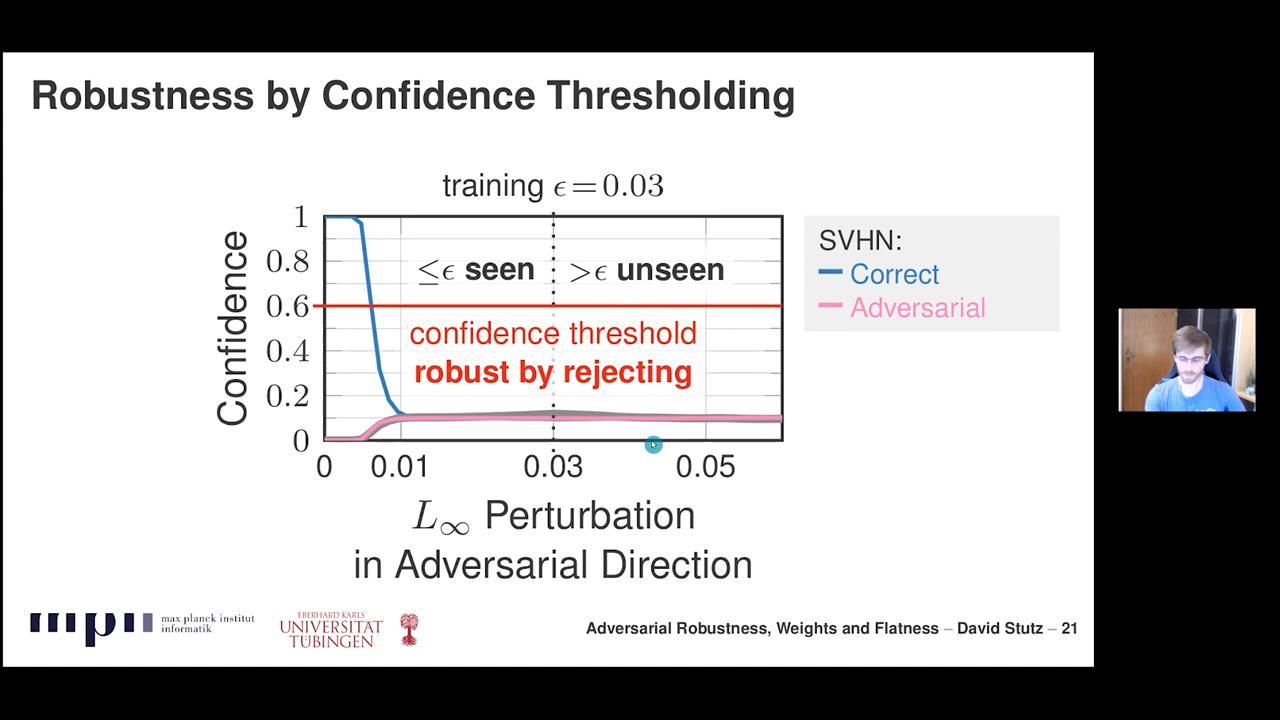 Robustness by Confidence Thresholding
training ϵ=0.03
Confidence
1
0.8
0.6
0.4
0.2
0
≤ϵ seen
>ϵ unseen
confidence threshold
robust by rejecting
0
0.01
0.03
0.05
L∞ Perturbation
in Adversarial Direction
SVHN:
Correct
Adversarial
mpii
max planck institut
informatik
EBERHARD KARLS
UNIVERSITÄT
TÜBINGEN
Adversarial Robustness, Weights and Flatness – David Stutz – 21